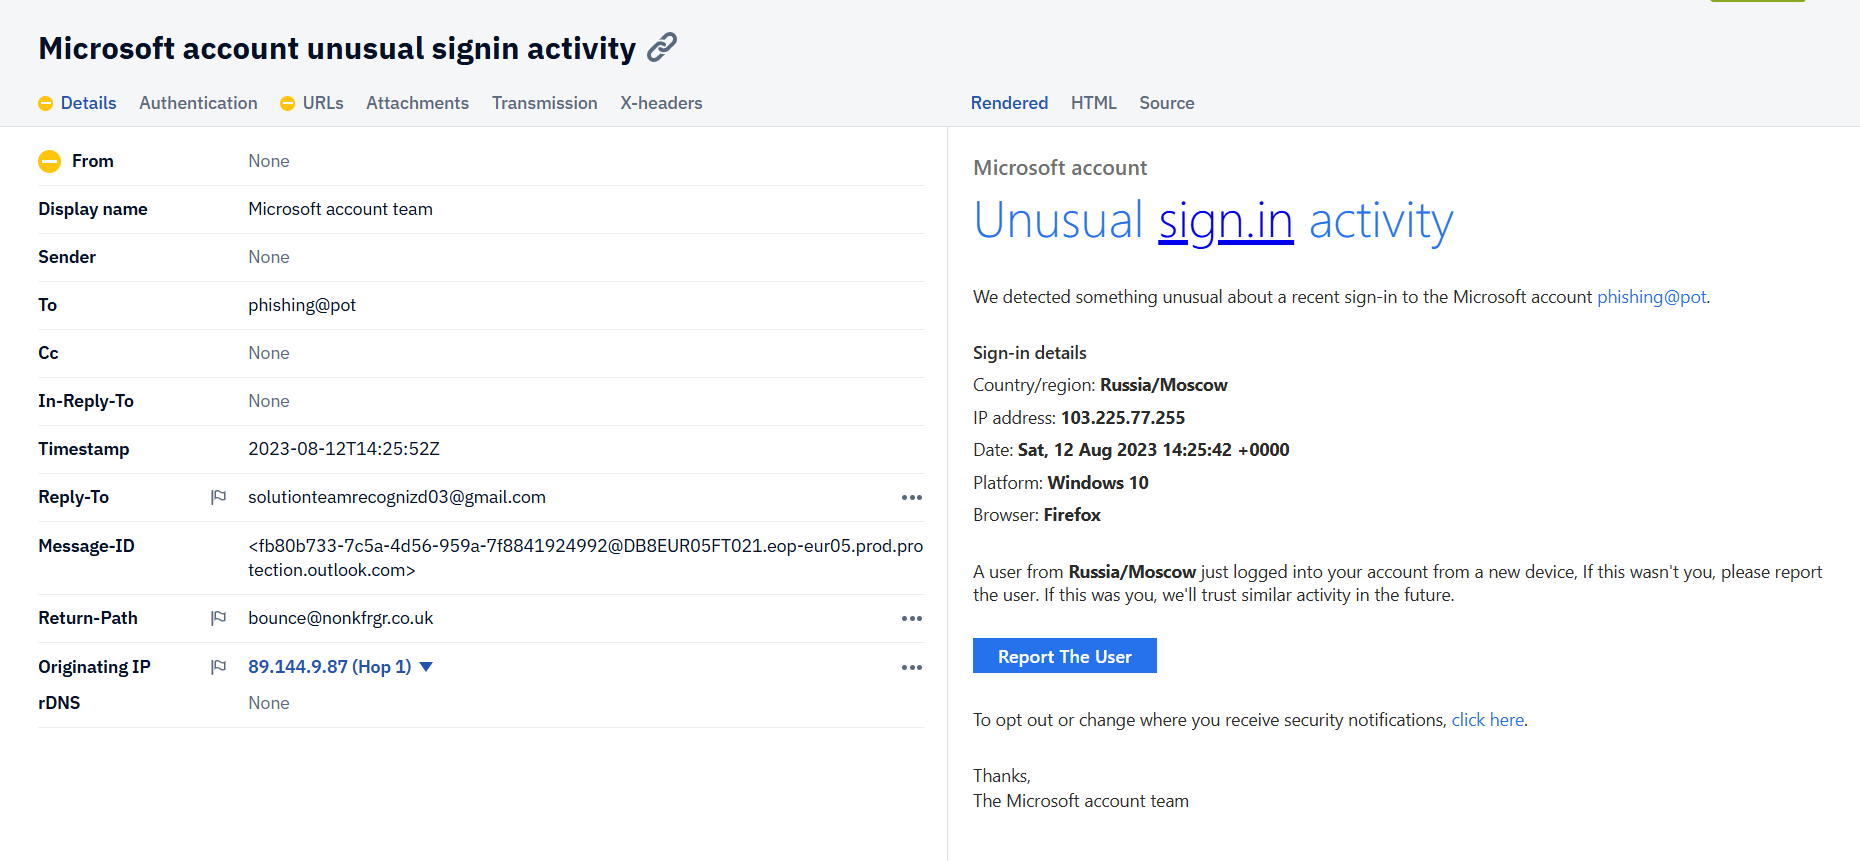 Microsoft account unusual signin activity
Details Authentication URLs Attachments Transmission X-headers
From None
Display name Microsoft account team
Sender None
To phishing@pot
Cc None
In-Reply-To None
Timestamp 2023-08-12T14:25:52Z
Reply-To solutionteamrecognizd03@gmail.com
Message-ID <fb80b733-7c5a-4d56-959a-7f8841924992@DB8EUR05FT021.eop-eur05.prod.pro
tection.outlook.com>
Return-Path bounce@nonkfrgr.co.uk
Originating IP 89.144.9.87 (Hop 1)
rDNS None
Rendered HTML Source
Microsoft account
Unusual sign.in activity
We detected something unusual about a recent sign-in to the Microsoft account phishing@pot.
Sign-in details
Country/region: Russia/Moscow
IP address: 103.225.77.255
Date: Sat, 12 Aug 2023 14:25:42 +0000
Platform: Windows 10
Browser: Firefox
A user from Russia/Moscow just logged into your account from a new device, If this wasn't you, please report
the user. If this was you, we'll trust similar activity in the future.
Report The User
To opt out or change where you receive security notifications, click here.
Thanks,
The Microsoft account team